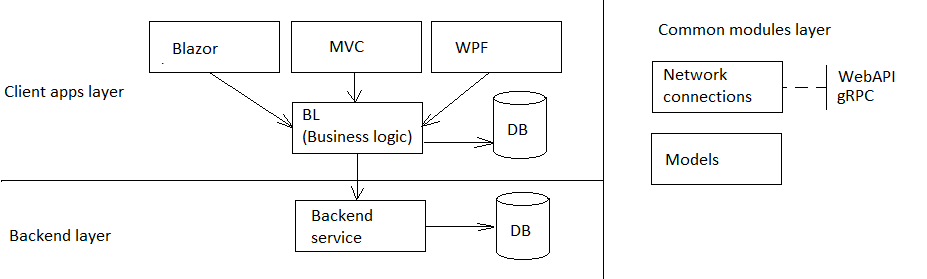 Blazor
MVC
WPF
Client apps layer
BL
(Business logic)
DB
Backend layer
Backend
service
DB
Common modules layer
Network
connections
WebAPI
gRPC
Models